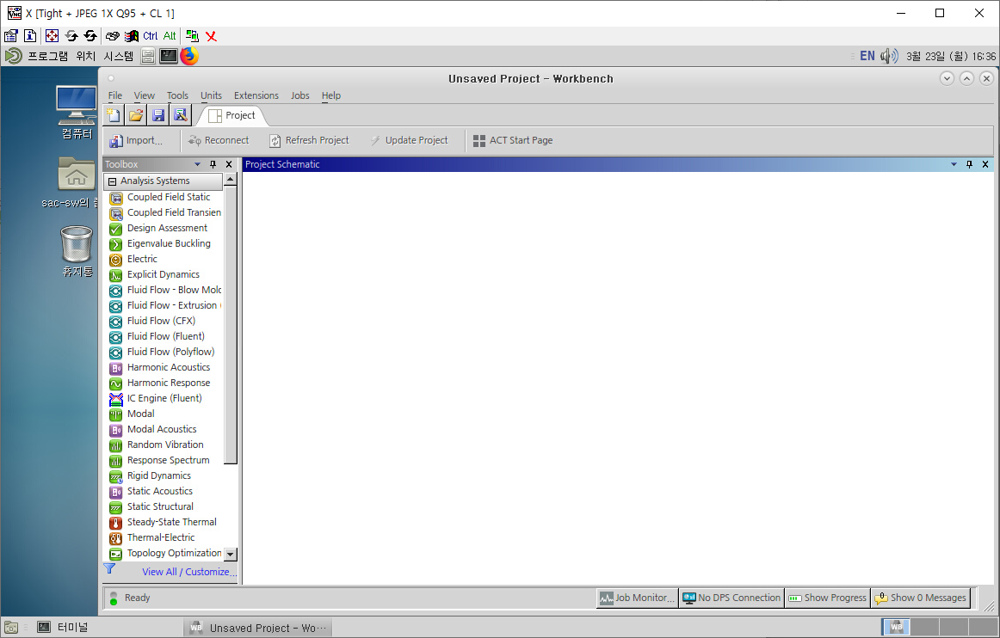 X [Tight + JPEG 1X Q95 + CL 1]
Ctrl Alt
프로그램 위치 시스템 EN 3월 23일 (월) 16:36
Unsaved Project - Workbench
File View Tools Units Extensions Jobs Help
Project
Import... Reconnect Refresh Project Update Project ACT Start Page
Toolbox
Project Schematic
컴퓨터
sac-sw의
휴지통
Analysis Systems
Coupled Field Static
Coupled Field Transien
Design Assessment
Eigenvalue Buckling
Electric
Explicit Dynamics
Fluid Flow - Blow Mold
Fluid Flow - Extrusion (
Fluid Flow (CFX)
Fluid Flow (Fluent)
Fluid Flow (Polyflow)
Harmonic Acoustics
Harmonic Response
IC Engine (Fluent)
Modal
Modal Acoustics
Random Vibration
Response Spectrum
Rigid Dynamics
Static Acoustics
Static Structural
Steady-State Thermal
Thermal-Electric
Topology Optimization
View All / Customize...
Ready Job Monitor... No DPS Connection Show Progress Show 0 Messages
터미널 WB Unsaved Project - Wo... WB